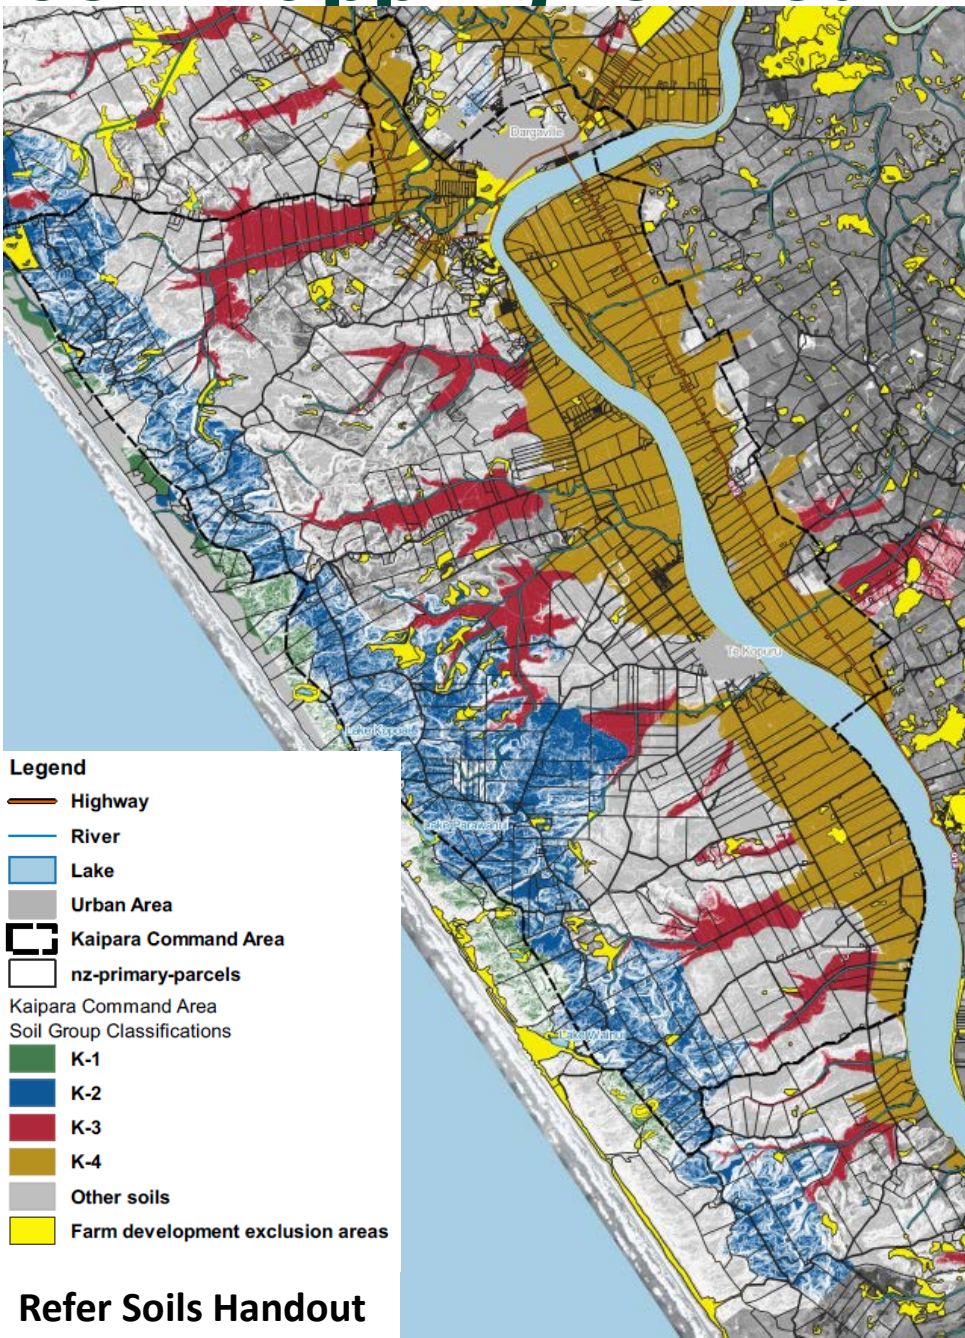 Dargaville
Te Kopuru
Lake Kopoai
Lake Parawanui
Lake Wainui
Legend
Highway
River
Lake
Urban Area
Kaipara Command Area
nz-primary-parcels
Kaipara Command Area
Soil Group Classifications
K-1
K-2
K-3
K-4
Other soils
Farm development exclusion areas
Refer Soils Handout